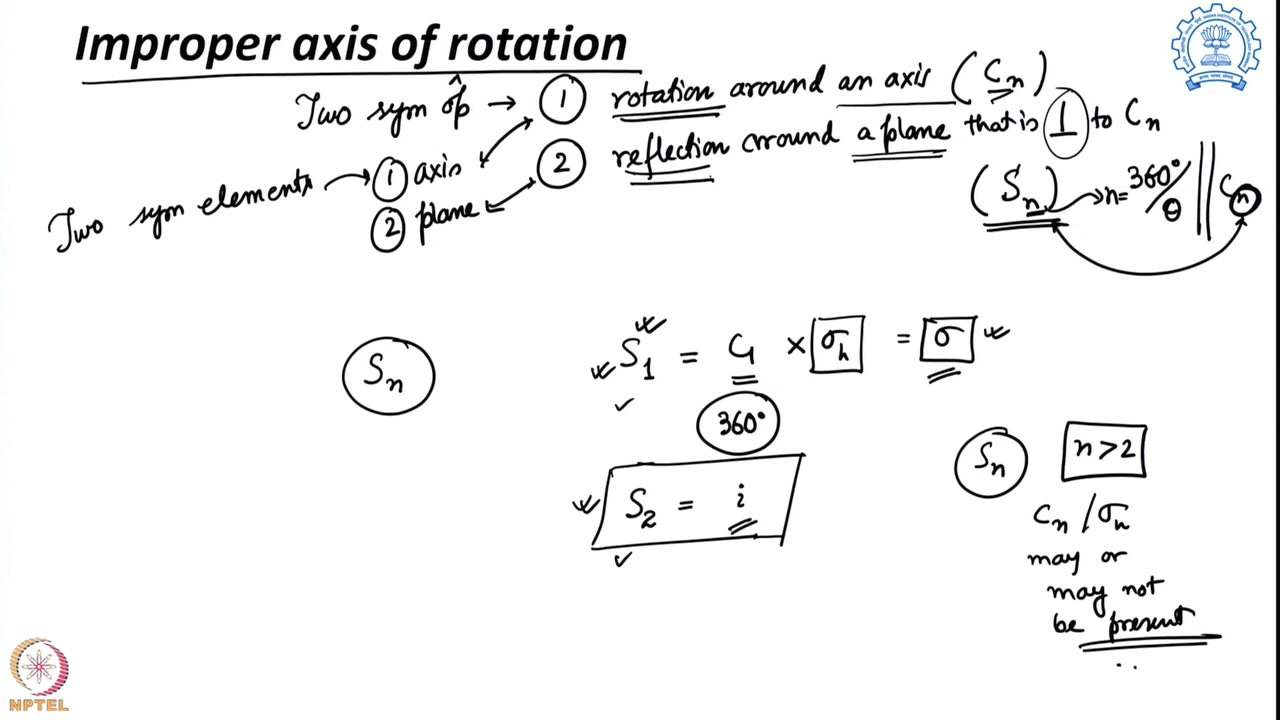 Improper axis of rotation
Two sym ôp → ① rotation around an axis (Cn)
② reflection arround a plane that is ⊥ to Cn
Two sym elements → ① axis
② plane
(Sn) → n= 360°/θ || Cn
Sn
S1 = C1 × σh = σ
360°
S2 = i
Sn n>2
Cn / σh
may or
may not
be present
NPTEL